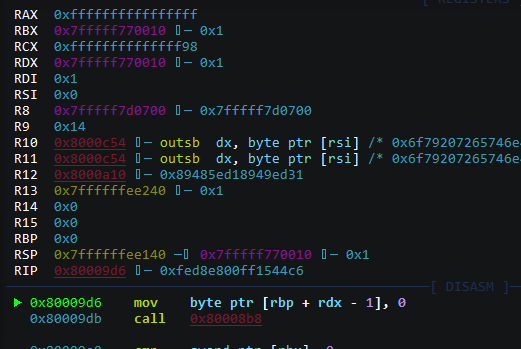 [ REGISTERS
RAX 0xffffffffffffffff
RBX 0x7fffff770010 ◂— 0x1
RCX 0xffffffffffffff98
RDX 0x7fffff770010 ◂— 0x1
RDI 0x1
RSI 0x0
R8 0x7fffff7d0700 ◂— 0x7fffff7d0700
R9 0x14
R10 0x8000c54 ◂— outsb dx, byte ptr [rsi] /* 0x6f79207265746e
R11 0x8000c54 ◂— outsb dx, byte ptr [rsi] /* 0x6f79207265746e
R12 0x8000a10 ◂— 0x89485ed18949ed31
R13 0x7ffffffee240 ◂— 0x1
R14 0x0
R15 0x0
RBP 0x0
RSP 0x7ffffffee140 —▸ 0x7fffff770010 ◂— 0x1
RIP 0x80009d6 ◂— 0xfed8e800ff1544c6
[ DISASM ]
► 0x80009d6 mov byte ptr [rbp + rdx - 1], 0
0x80009db call 0x80008b8